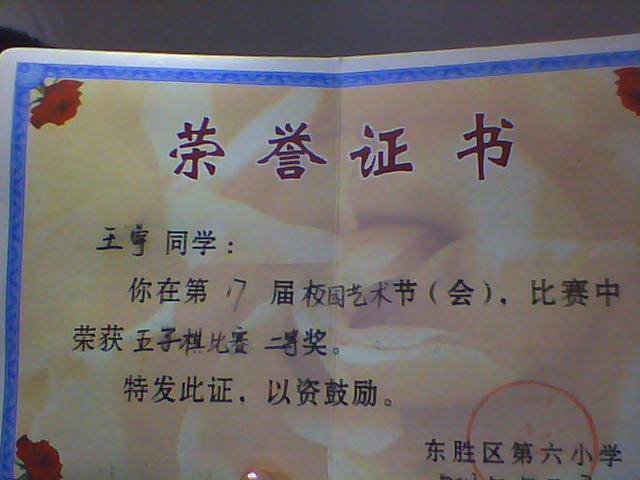 荣誉证书
王宇 同学：
你在第 17 届校园艺术节（会），比赛中
荣获 五子棋比赛 二等奖。
特发此证，以资鼓励。
东胜区第六小学